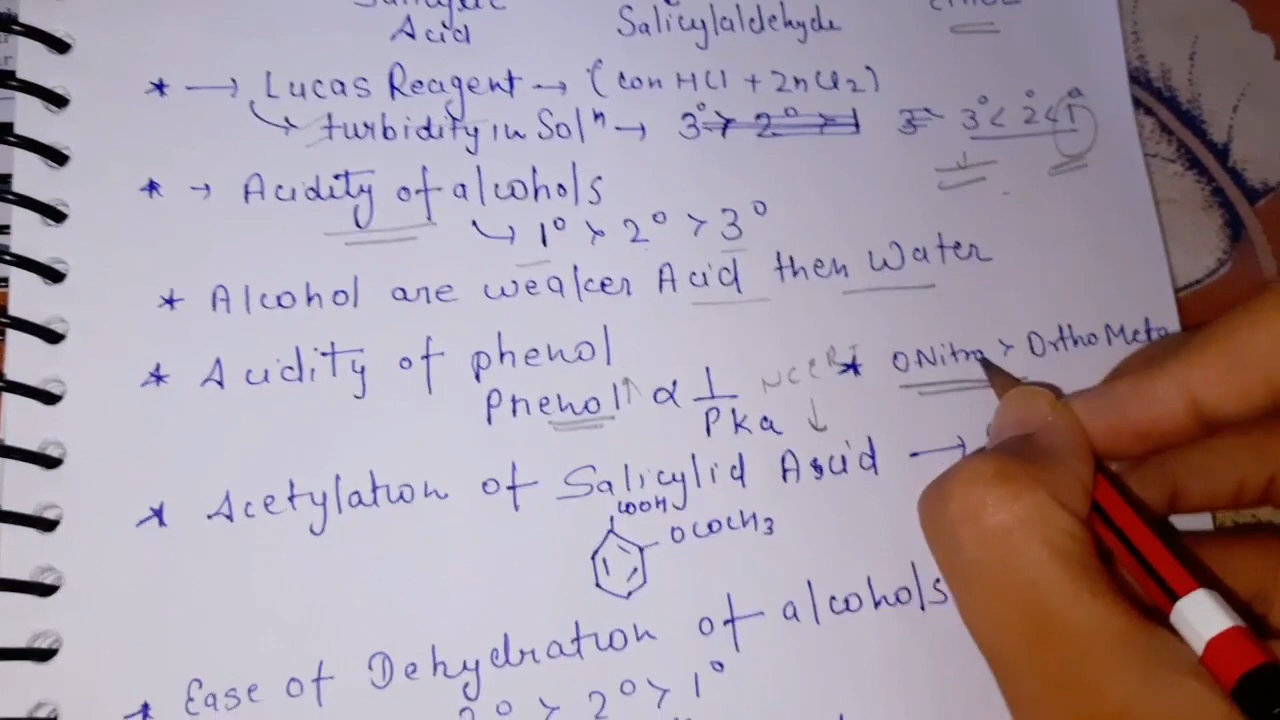 Acid Salicylaldehyde
* → Lucas Reagent → (con HCl + ZnCl2)
↳ turbidity in Solⁿ → 3° > 2° > 1 3° < 2° < 1°
* → Acidity of alcohols
↳ 1° > 2° > 3°
* Alcohol are weaker Acid then Water
* Acidity of phenol
Phenol ↑ ∝ 1/Pka ↓ NCERT * O Nitro > Ortho Meta
* Acetylation of Salicylid Acid →
COOH
OCOCH3
* Ease of Dehydration of alcohols
3° > 2° > 1°